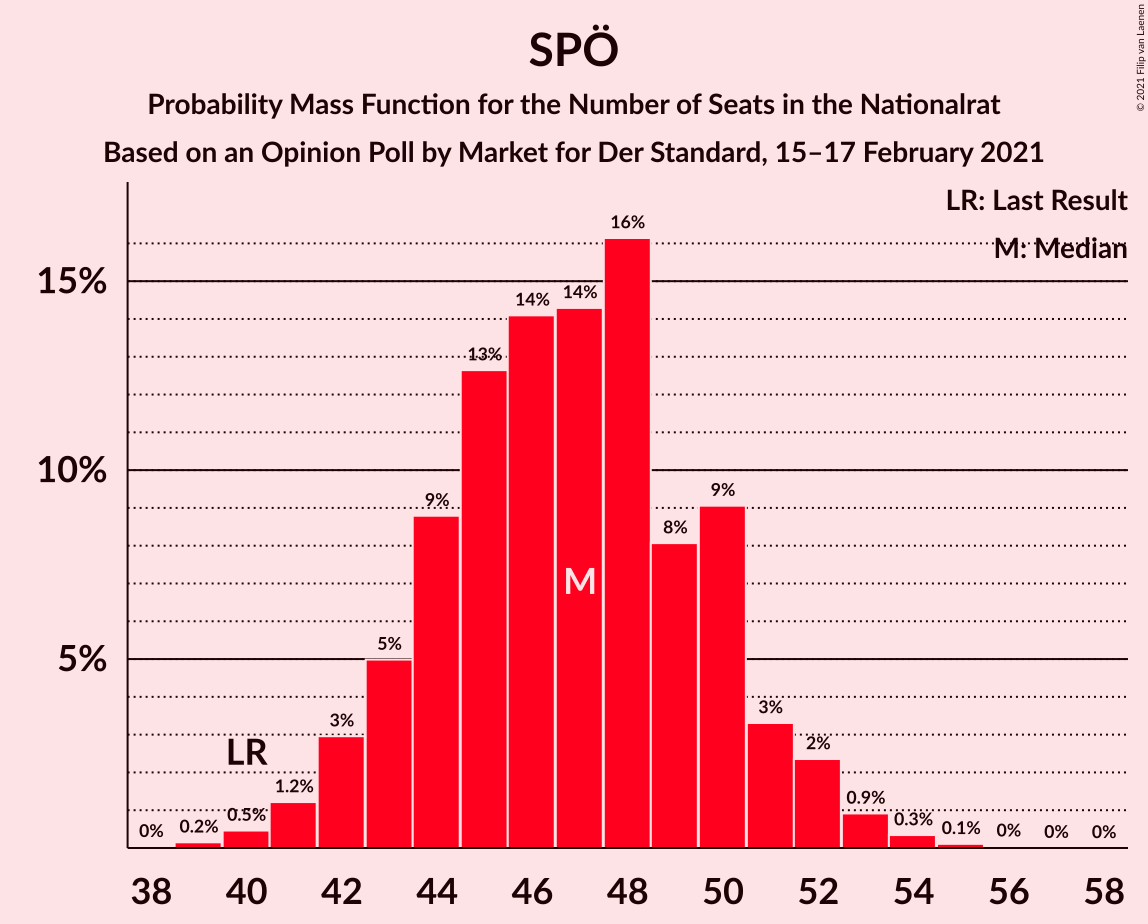 SPÖ
Probability Mass Function for the Number of Seats in the Nationalrat
Based on an Opinion Poll by Market for Der Standard, 15–17 February 2021
© 2021 Filip van Laenen
LR: Last Result
M: Median
15%
10%
5%
0%
0.2%
0.5%
1.2%
3%
5%
9%
13%
14%
14%
16%
8%
9%
3%
2%
0.9%
0.3%
0.1%
0%
0%
0%
LR
M
38 40 42 44 46 48 50 52 54 56 58